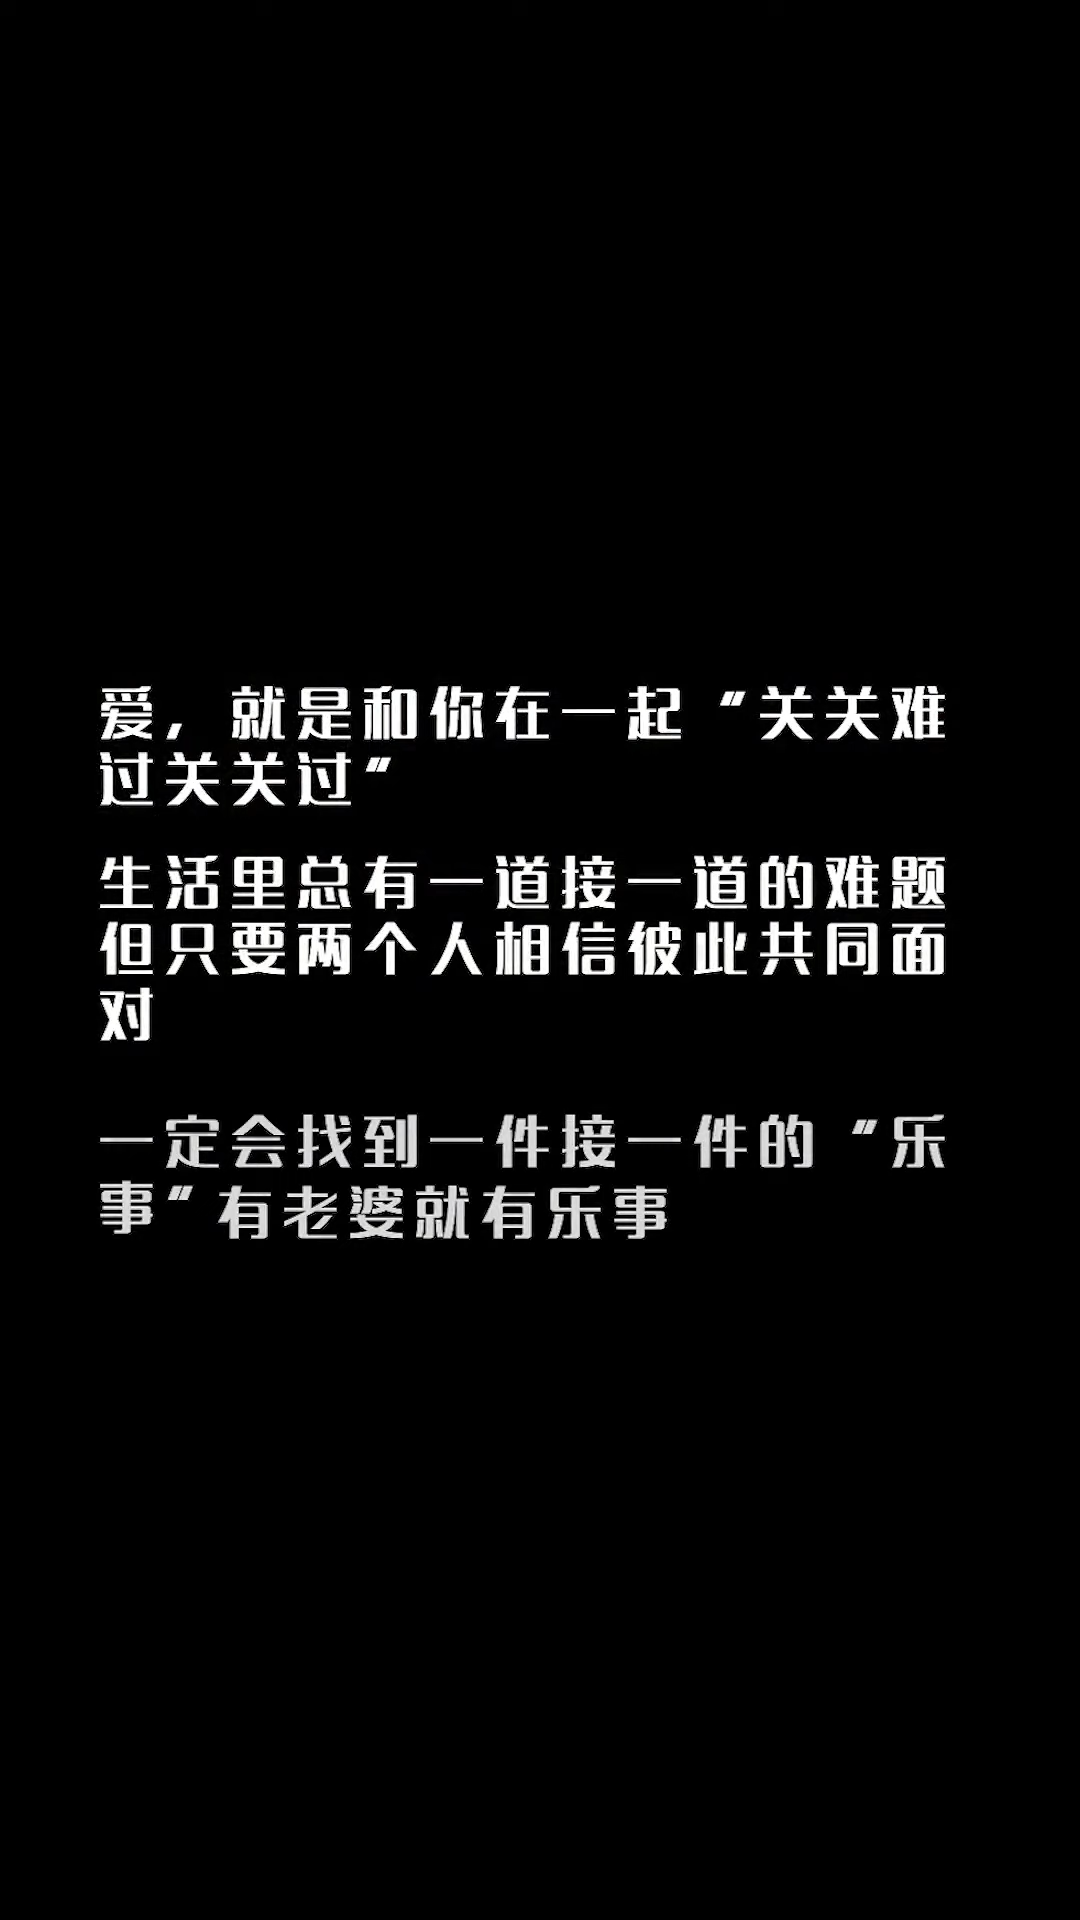 爱，就是和你在一起“关关难
过关关过”
生活里总有一道接一道的难题
但只要两个人相信彼此共同面
对
一定会找到一件接一件的“乐
事”有老婆就有乐事